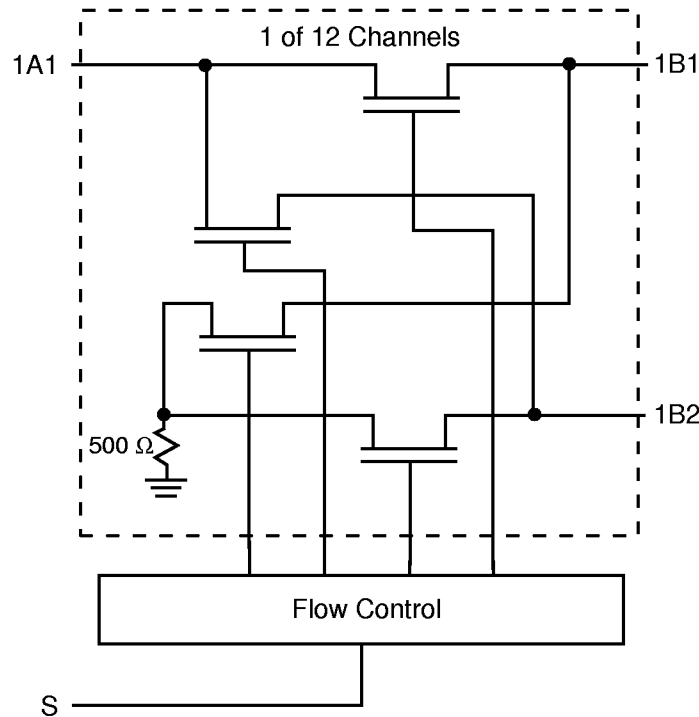 1 of 12 Channels
1A1
1B1
1B2
500 Ω
Flow Control
S